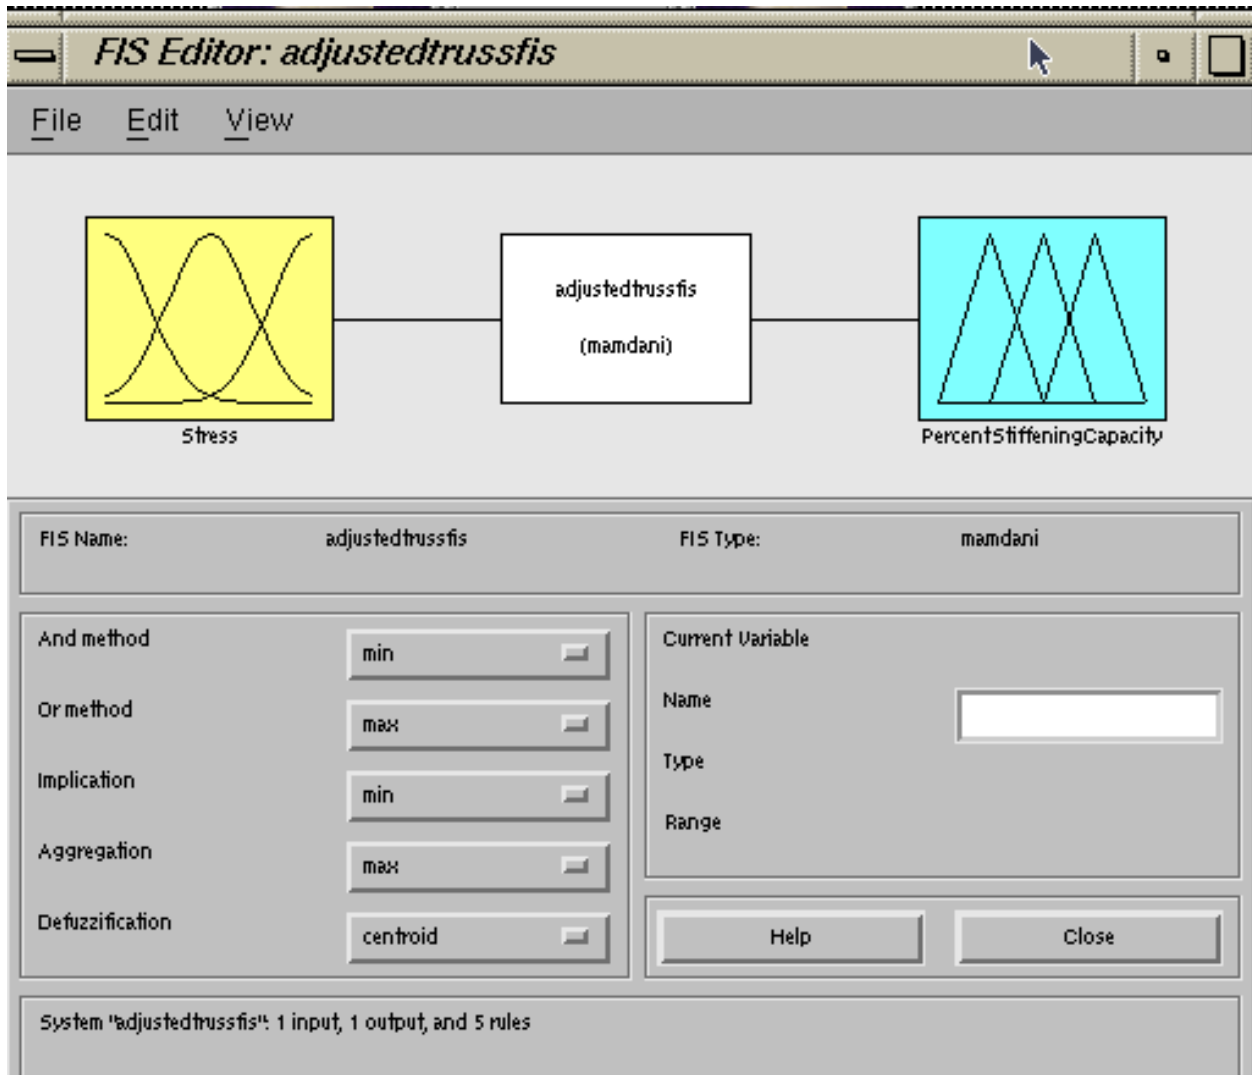 FIS Editor: adjustedtrussfis
File Edit View
adjustedtrussfis
(mamdani)
Stress
PercentStiffeningCapacity
FIS Name: adjustedtrussfis FIS Type: mamdani
And method min
Or method max
Implication min
Aggregation max
Defuzzification centroid
Current Variable
Name
Type
Range
Help Close
System "adjustedtrussfis": 1 input, 1 output, and 5 rules